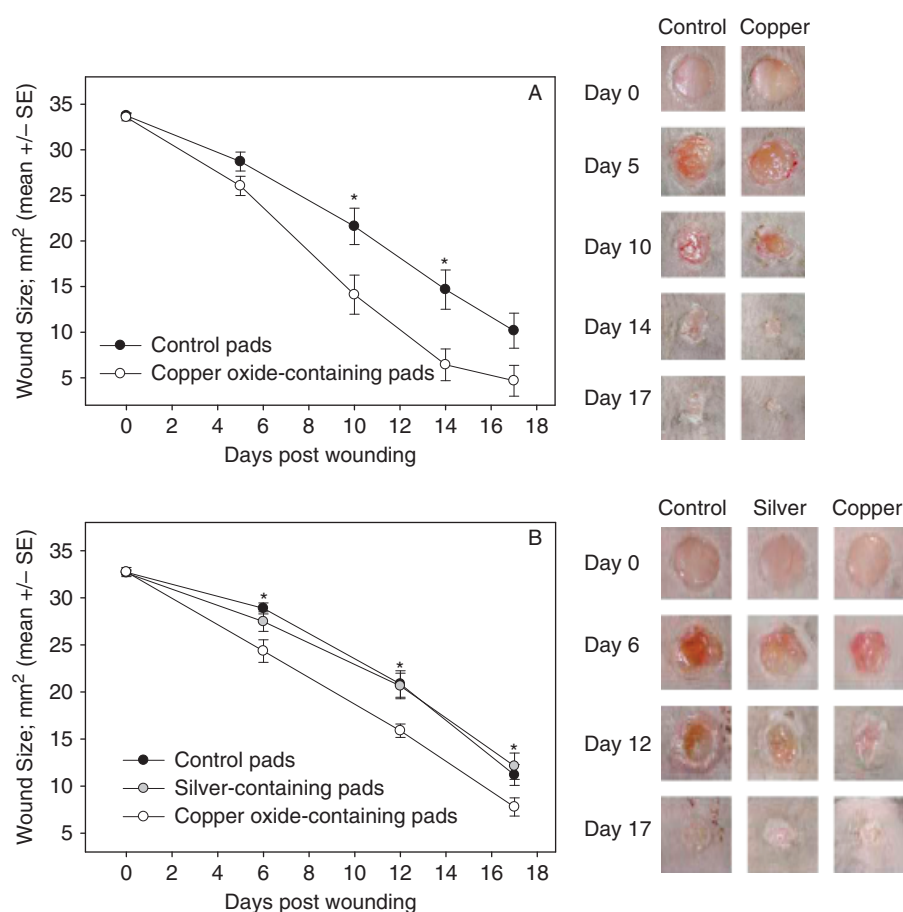 Control Copper
A
Wound Size; mm² (mean +/– SE)
35
30
25
20
15
10
5
* *
Control pads
Copper oxide-containing pads
0 2 4 6 8 10 12 14 16 18
Days post wounding
Day 0
Day 5
Day 10
Day 14
Day 17
Control Silver Copper
B
Wound Size; mm² (mean +/– SE)
35
30
25
20
15
10
5
* * *
Control pads
Silver-containing pads
Copper oxide-containing pads
0 2 4 6 8 10 12 14 16 18
Days post wounding
Day 0
Day 6
Day 12
Day 17